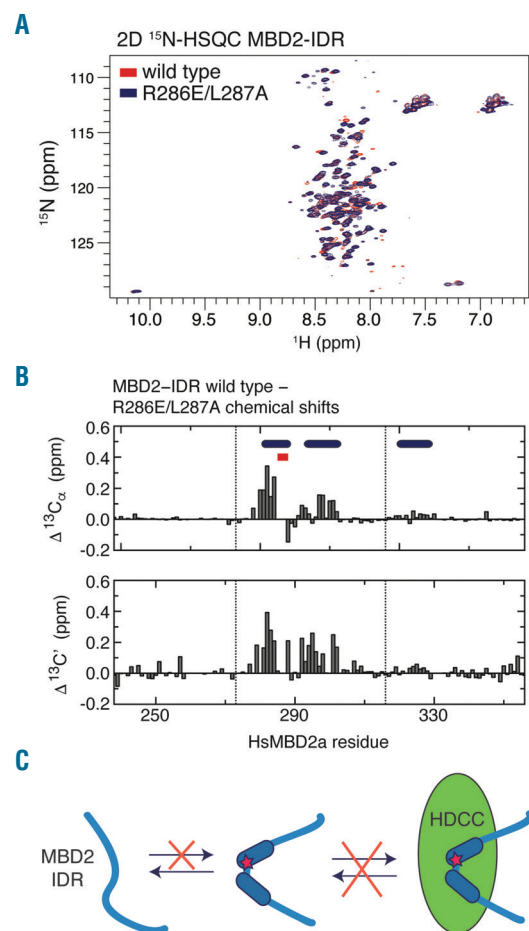 A
2D ¹⁵N-HSQC MBD2-IDR
wild type
R286E/L287A
110
115
120
125
¹⁵N (ppm)
10.0 9.5 9.0 8.5 8.0 7.5 7.0
¹H (ppm)
B
MBD2–IDR wild type –
R286E/L287A chemical shifts
0.6
0.4
0.2
0.0
-0.2
Δ ¹³Cα (ppm)
0.6
0.4
0.2
0.0
-0.2
Δ ¹³C' (ppm)
250 290 330
HsMBD2a residue
C
MBD2
IDR
HDCC